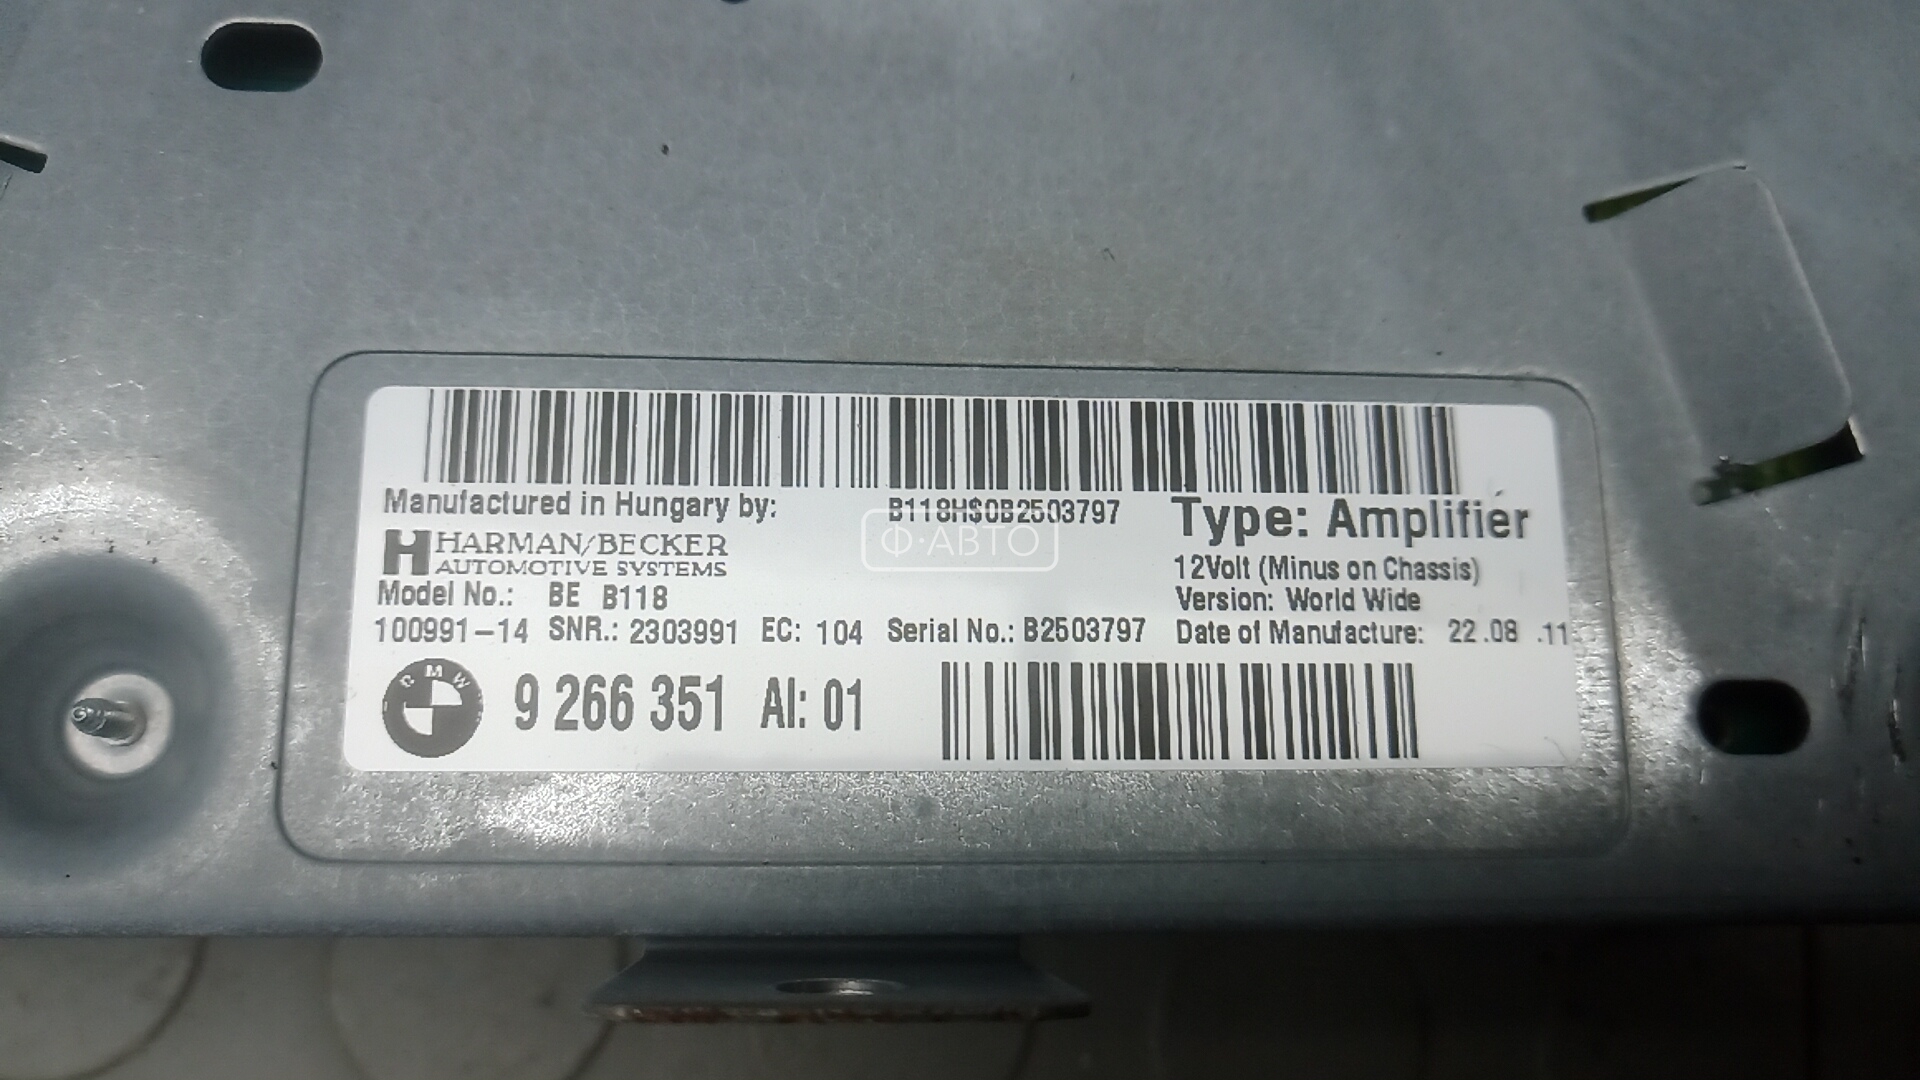 Manufactured in Hungary by:
B118H$0B2503797
Type: Amplifier
HARMAN/BECKER
AUTOMOTIVE SYSTEMS
12Volt (Minus on Chassis)
Model No.: BE B118
Version: World Wide
100991-14 SNR.: 2303991 EC: 104 Serial No.: B2503797 Date of Manufacture: 22.08 .11
BMW
9 266 351 AI: 01
Ф·АВТО